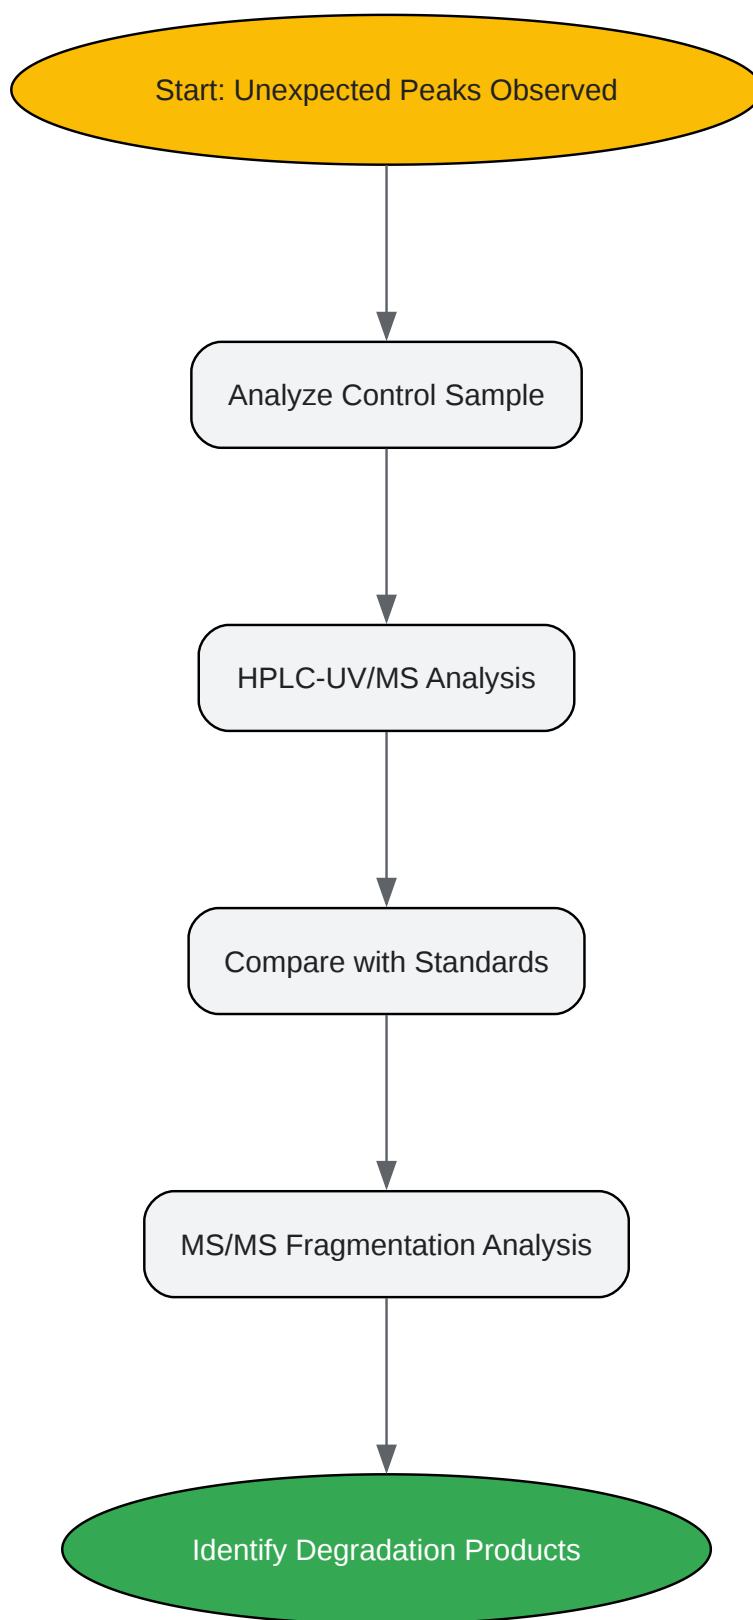 Start: Unexpected Peaks Observed
Analyze Control Sample
HPLC-UV/MS Analysis
Compare with Standards
MS/MS Fragmentation Analysis
Identify Degradation Products